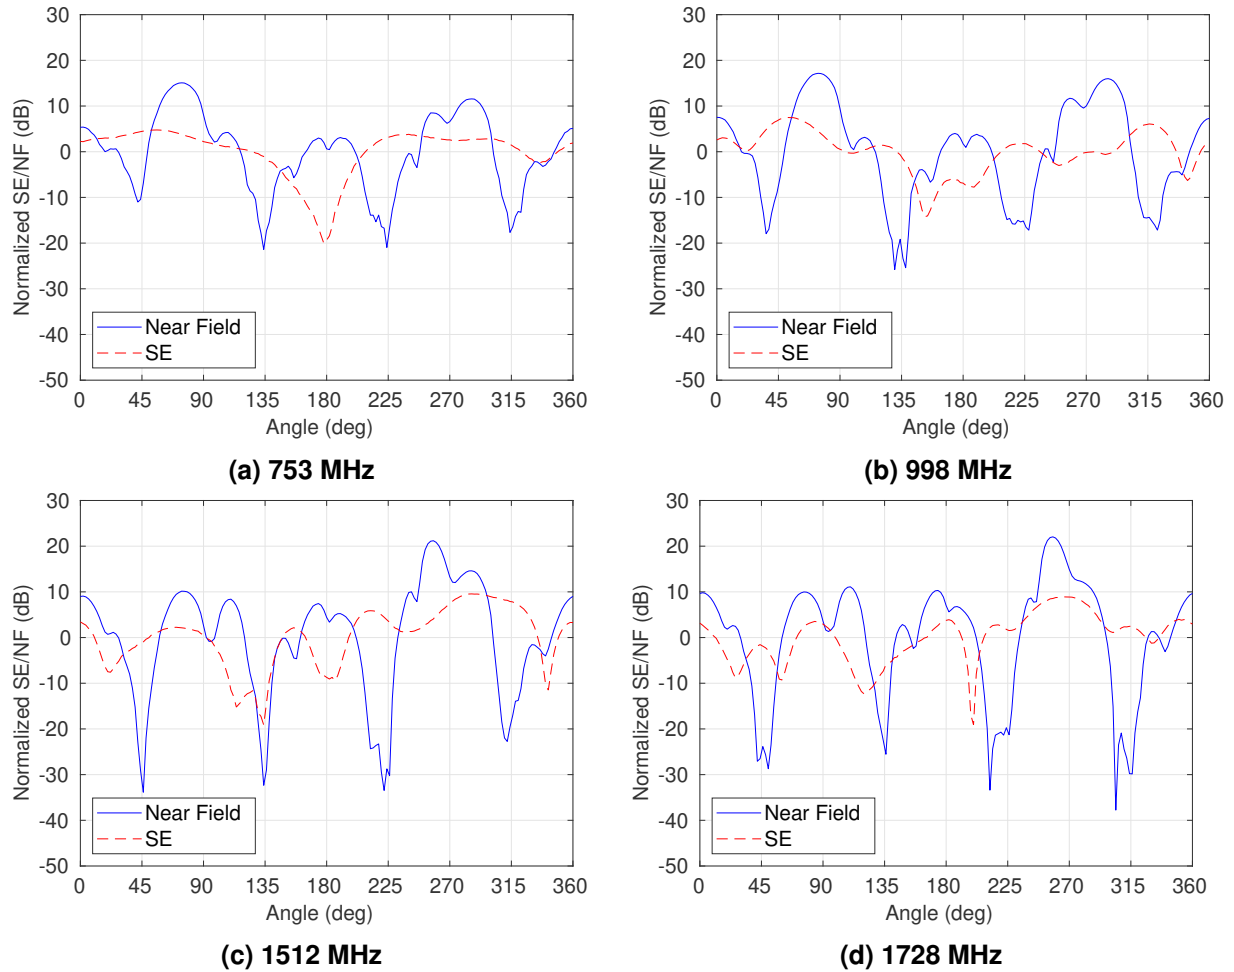 30
20
10
0
-10
-20
-30
-40
-50
Normalized SE/NF (dB)
Near Field
SE
0 45 90 135 180 225 270 315 360
Angle (deg)
(a) 753 MHz
30
20
10
0
-10
-20
-30
-40
-50
Normalized SE/NF (dB)
Near Field
SE
0 45 90 135 180 225 270 315 360
Angle (deg)
(b) 998 MHz
30
20
10
0
-10
-20
-30
-40
-50
Normalized SE/NF (dB)
Near Field
SE
0 45 90 135 180 225 270 315 360
Angle (deg)
(c) 1512 MHz
30
20
10
0
-10
-20
-30
-40
-50
Normalized SE/NF (dB)
Near Field
SE
0 45 90 135 180 225 270 315 360
Angle (deg)
(d) 1728 MHz